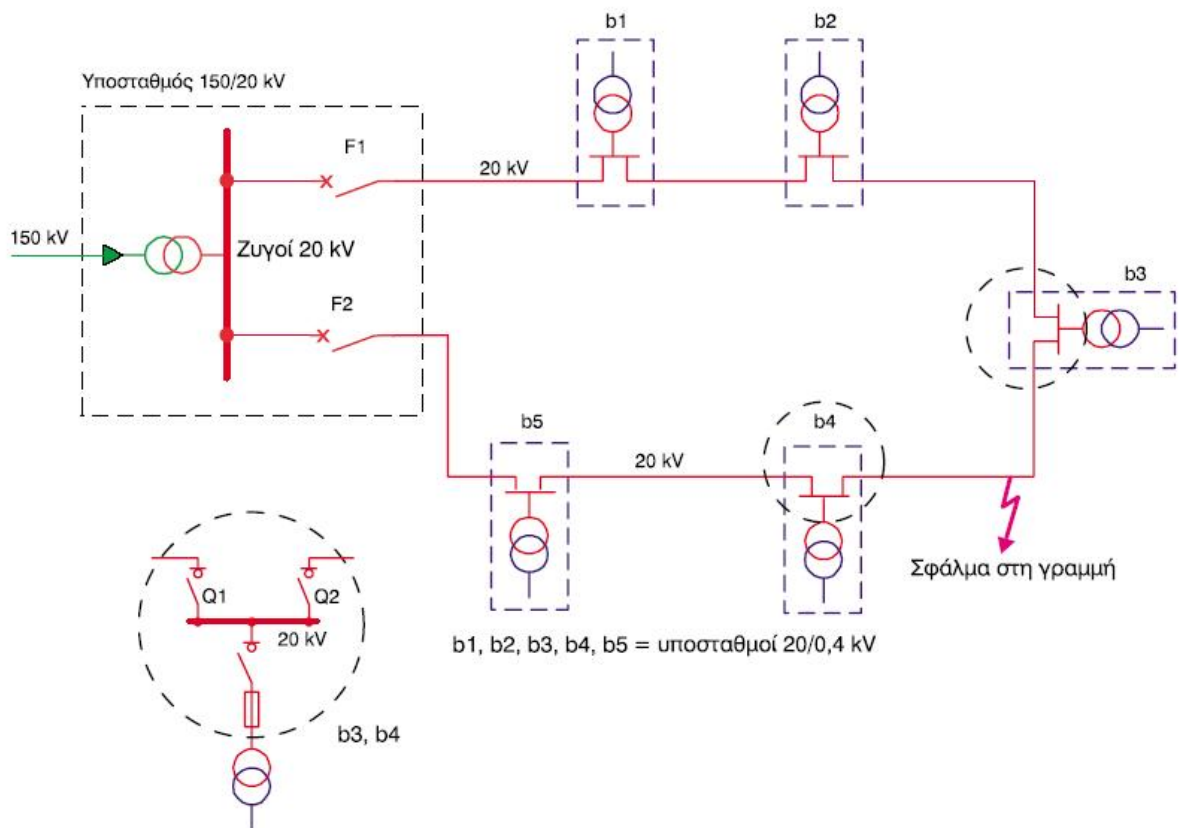 b1
b2
Υποσταθμός 150/20 kV
F1
20 kV
150 kV
Ζυγοί 20 kV
b3
F2
b5
b4
20 kV
Σφάλμα στη γραμμή
Q1
Q2
20 kV
b1, b2, b3, b4, b5 = υποσταθμοί 20/0,4 kV
b3, b4